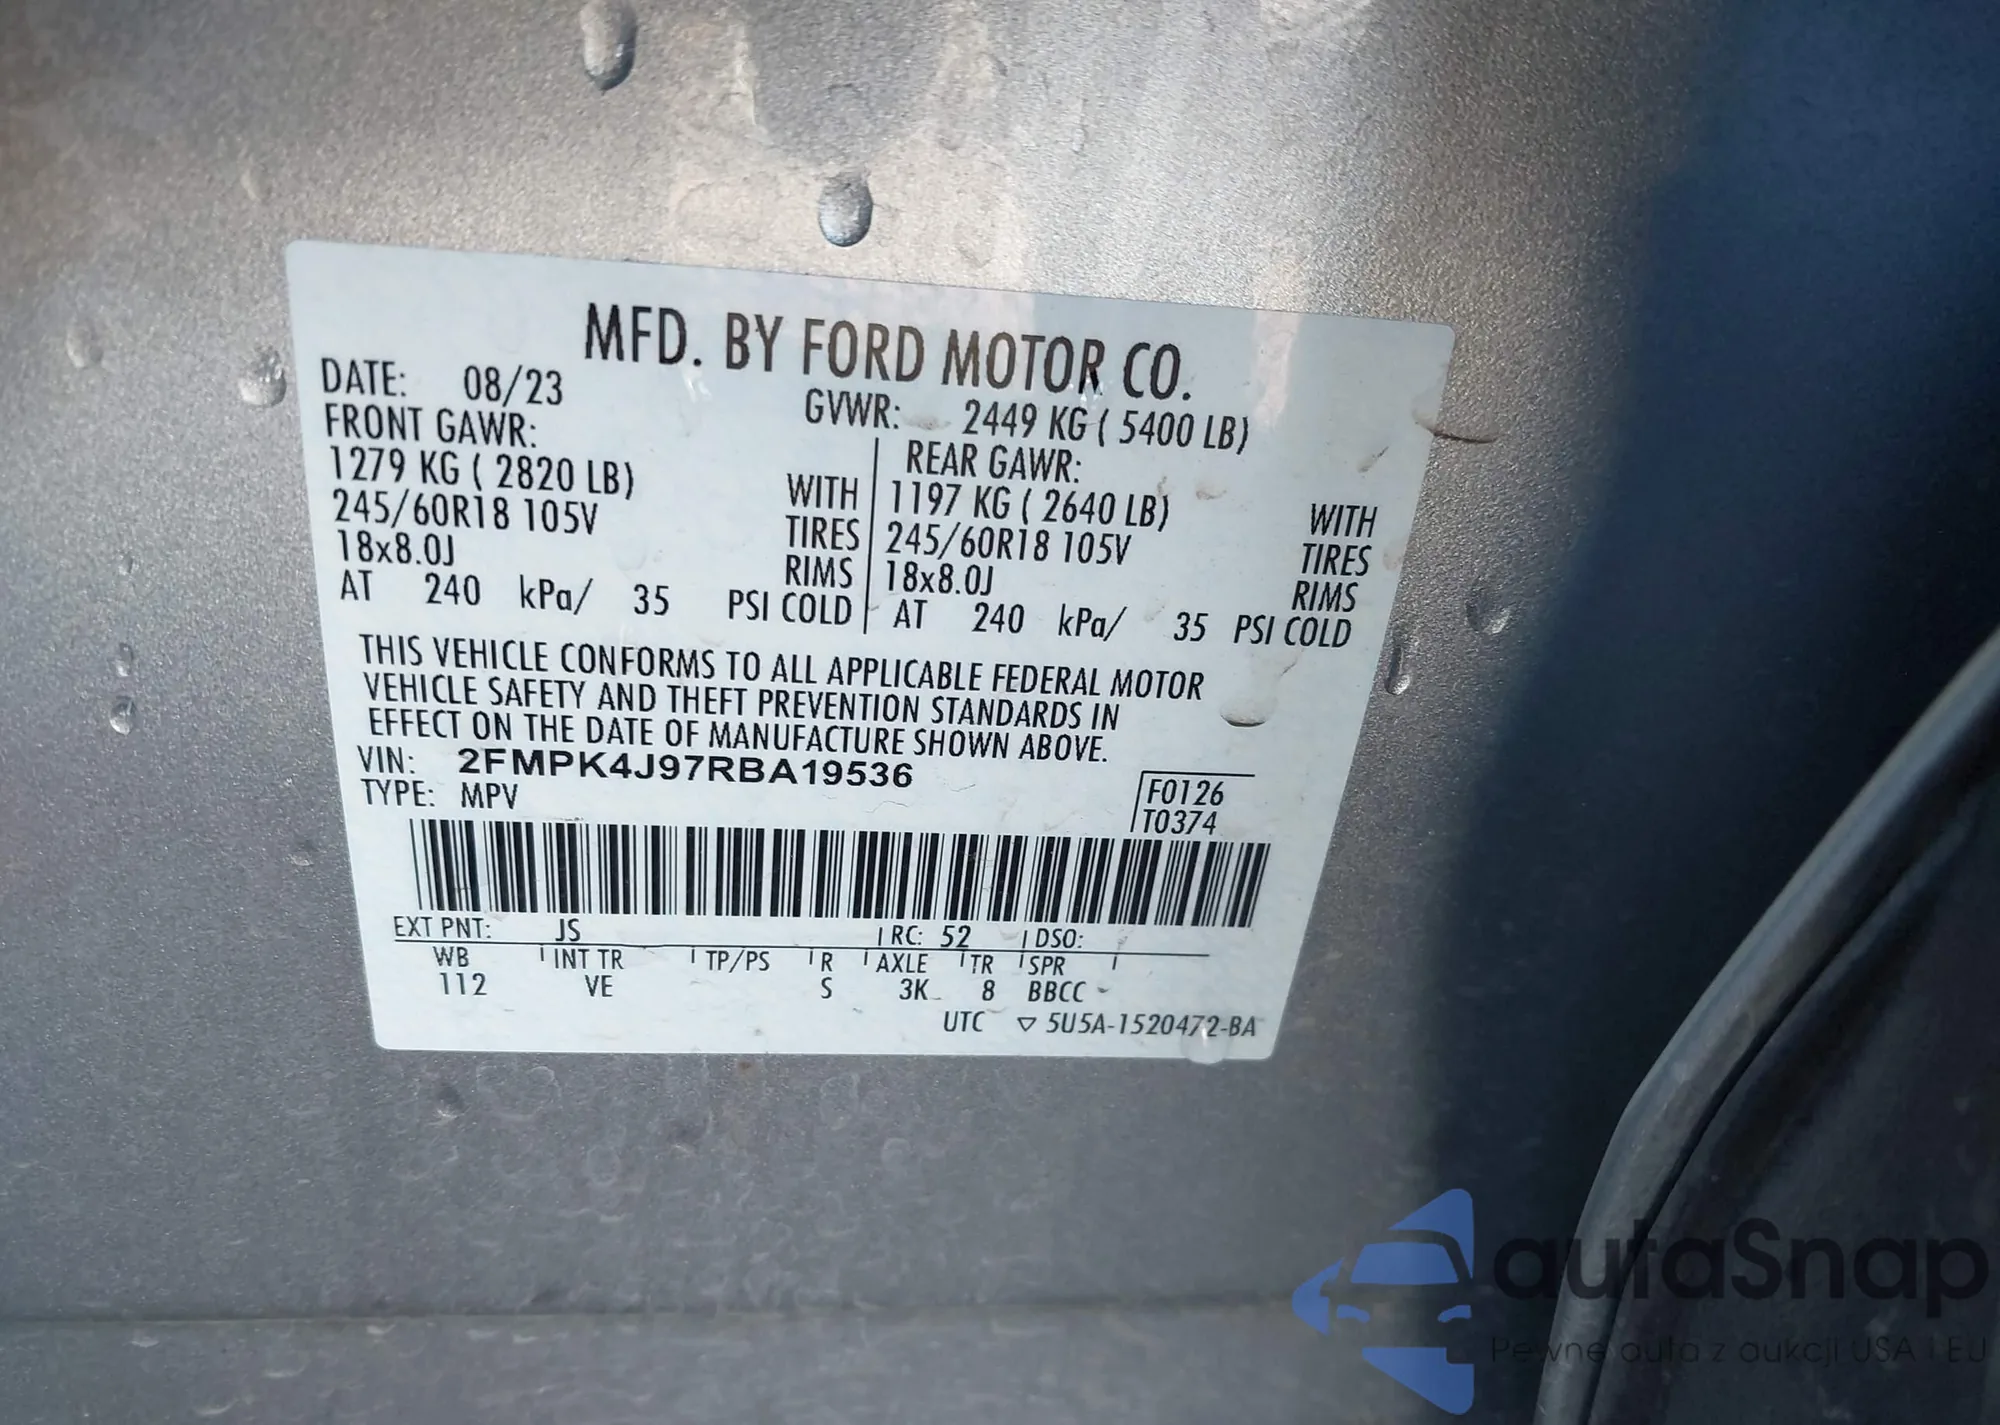 MFD. BY FORD MOTOR CO.
DATE: 08/23 GVWR: 2449 KG ( 5400 LB)
FRONT GAWR: REAR GAWR:
1279 KG ( 2820 LB) WITH 1197 KG ( 2640 LB) WITH
245/60R18 105V TIRES 245/60R18 105V TIRES
18x8.0J RIMS 18x8.0J RIMS
AT 240 kPa/ 35 PSI COLD AT 240 kPa/ 35 PSI COLD
THIS VEHICLE CONFORMS TO ALL APPLICABLE FEDERAL MOTOR
VEHICLE SAFETY AND THEFT PREVENTION STANDARDS IN
EFFECT ON THE DATE OF MANUFACTURE SHOWN ABOVE.
VIN: 2FMPK4J97RBA19536
TYPE: MPV
F0126
T0374
EXT PNT: JS RC: 52 DSO:
WB INT TR TP/PS R AXLE TR SPR
112 VE S 3K 8 BBCC
UTC ▽ 5U5A-1520472-BA
autaSnap
Pewne auta z aukcji USA i EU